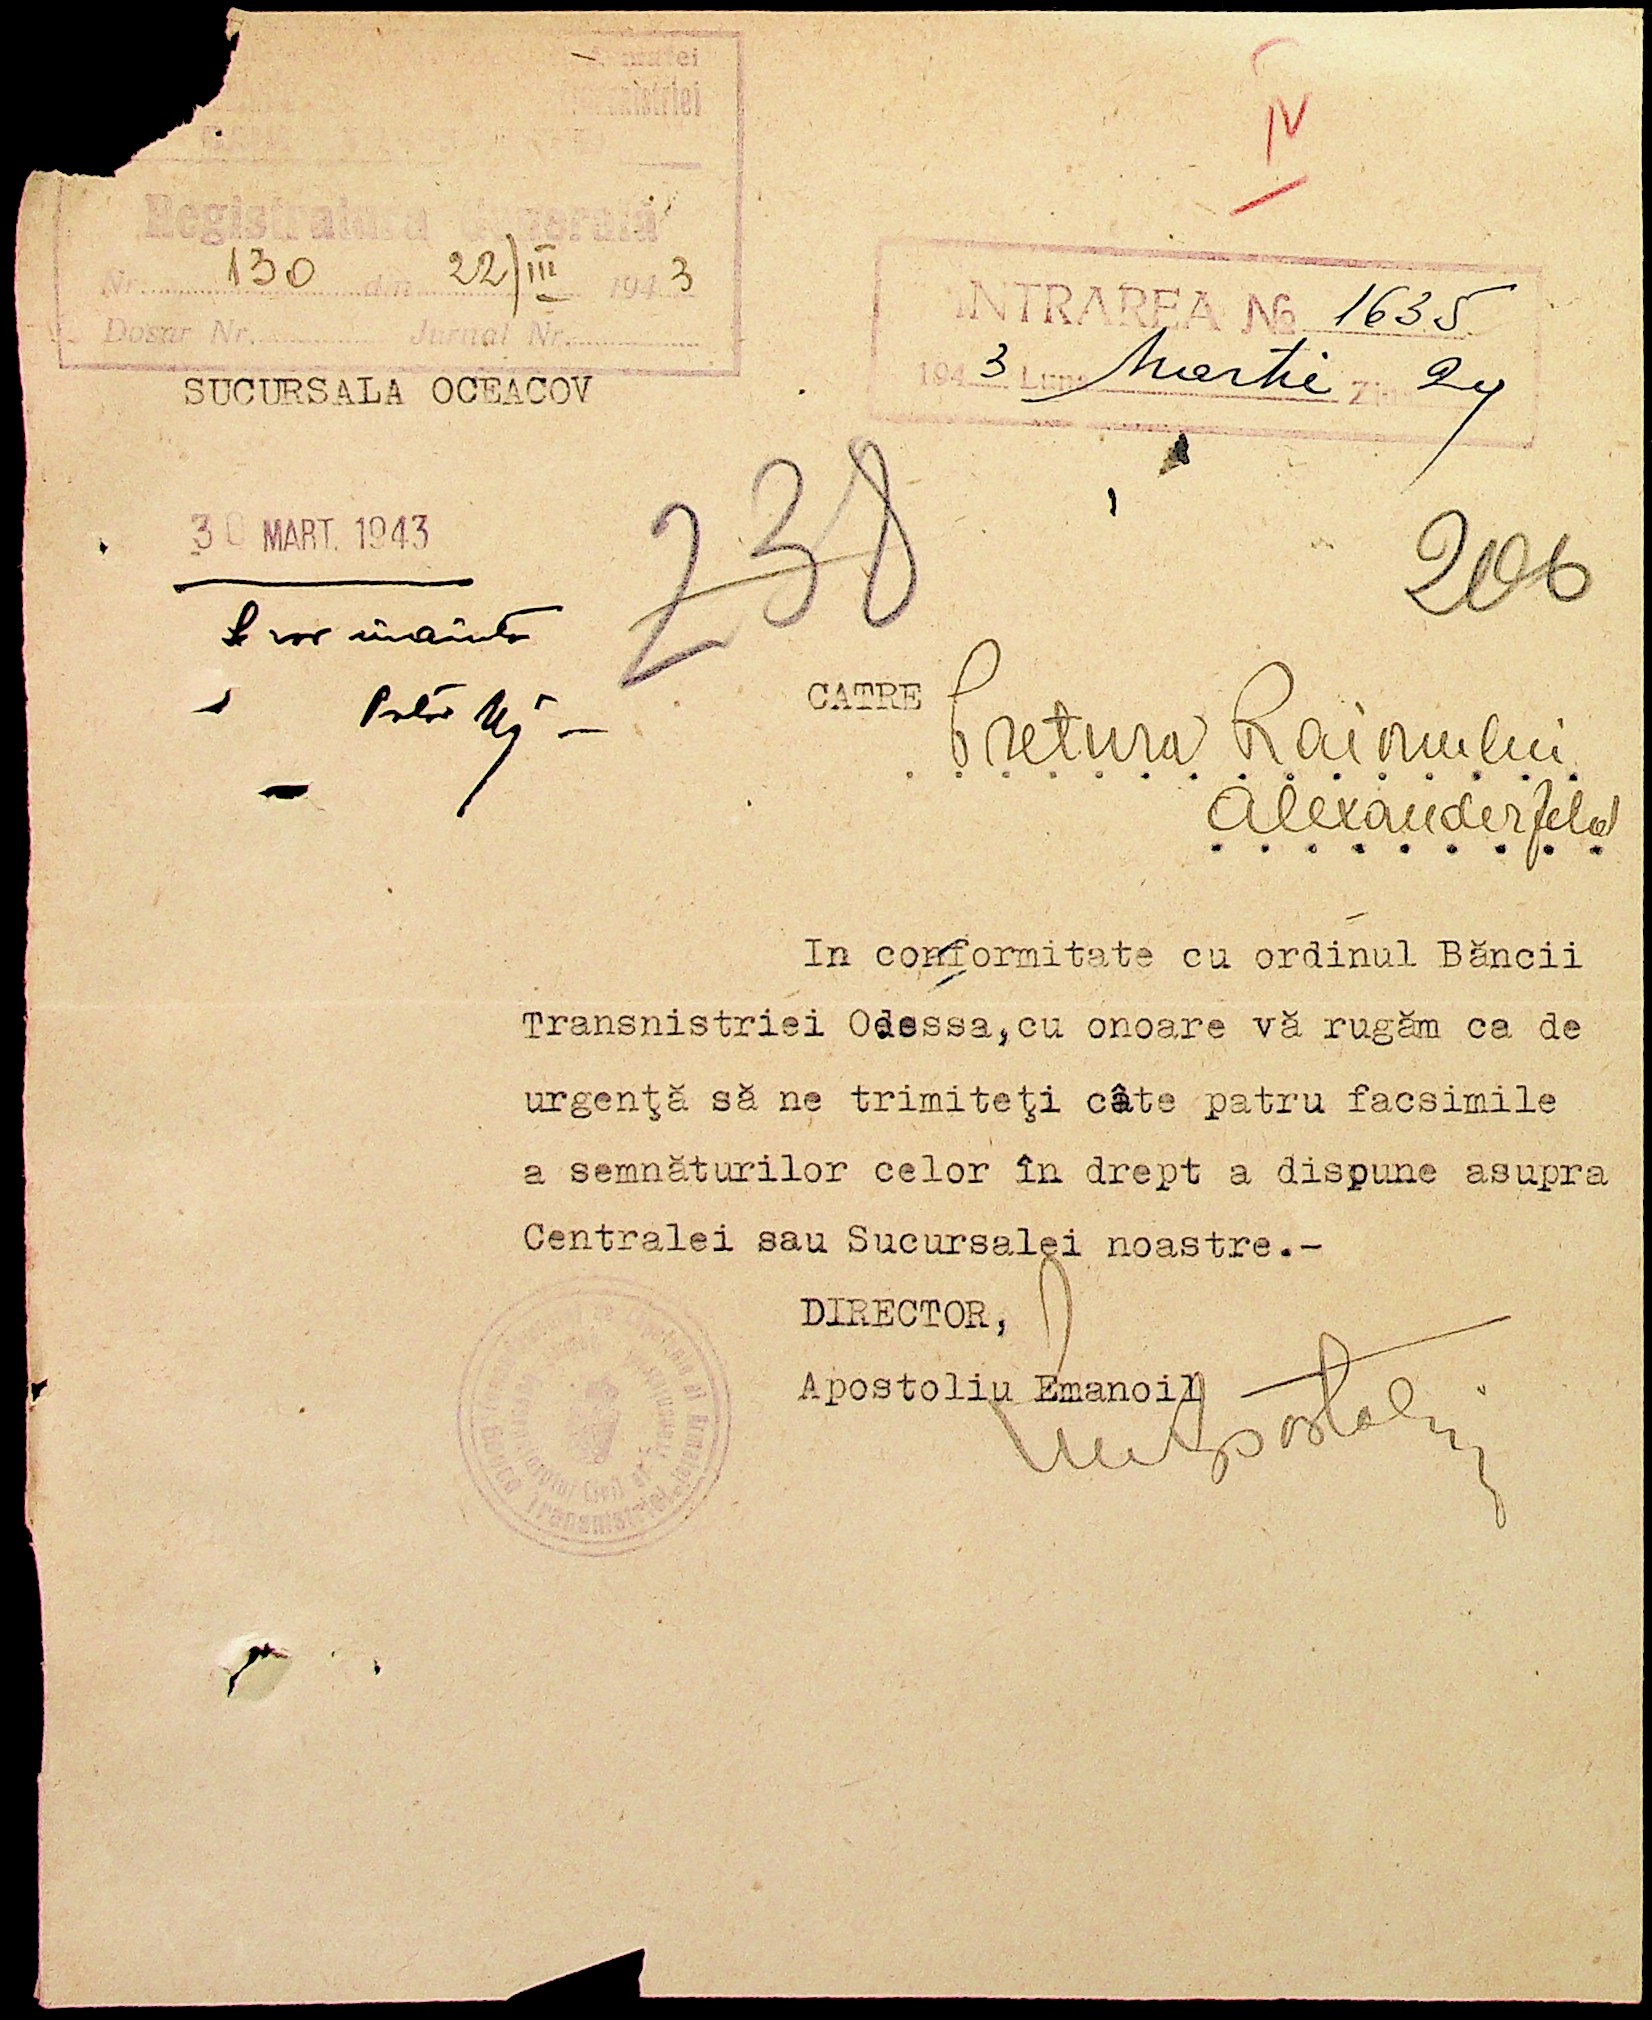 IV
Registratura Generală
Nr. 130 din 22/III 1943
Dosar Nr. Jurnal Nr.
SUCURSALA OCEACOV
INTRAREA № 1635
1943 Luna Martie Ziua
30 MART. 1943
238
206
CATRE Pretura Raionului
Alexanderfeld
In conformitate cu ordinul Băncii
Transnistriei Odessa,cu onoare vă rugăm ca de
urgenţă să ne trimiteţi câte patru facsimile
a semnăturilor celor în drept a dispune asupra
Centralei sau Sucursalei noastre.-
DIRECTOR,
Apostoliu Emanoil